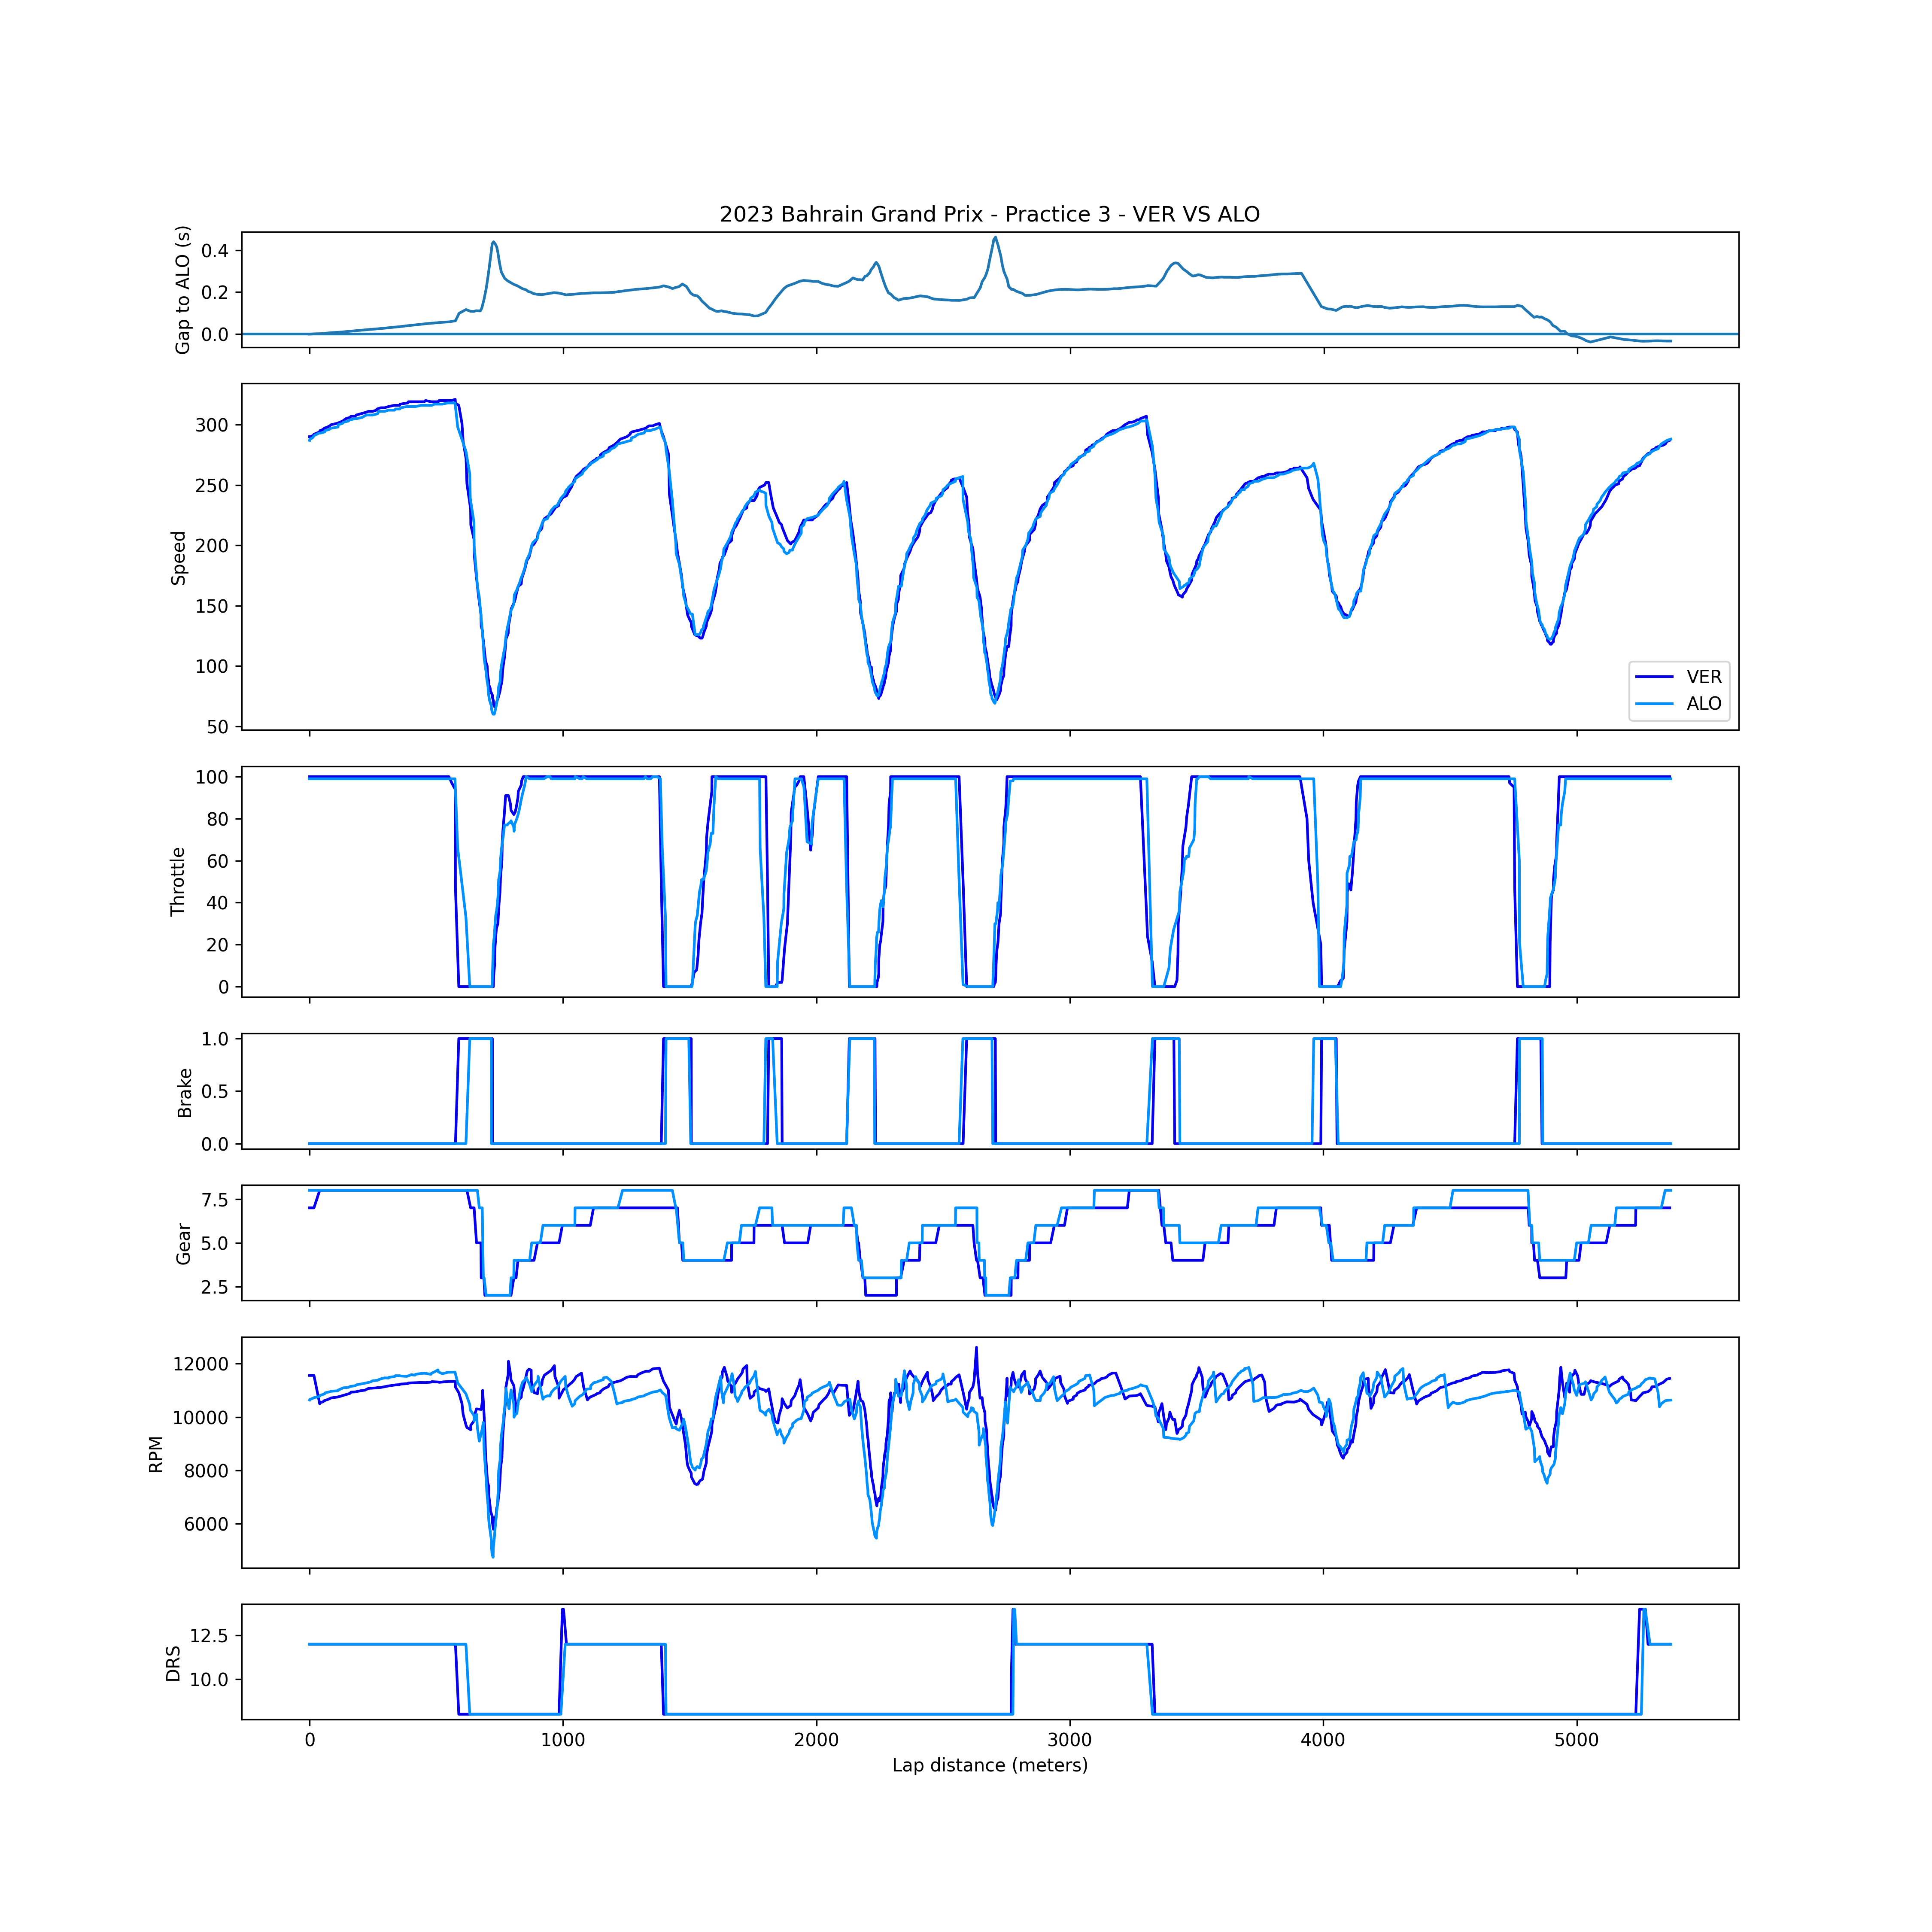 2023 Bahrain Grand Prix - Practice 3 - VER VS ALO
Gap to ALO (s)
0.4
0.2
0.0
Speed
300
250
200
150
100
50
VER
ALO
Throttle
100
80
60
40
20
0
Brake
1.0
0.5
0.0
Gear
7.5
5.0
2.5
RPM
12000
10000
8000
6000
DRS
12.5
10.0
0 1000 2000 3000 4000 5000
Lap distance (meters)